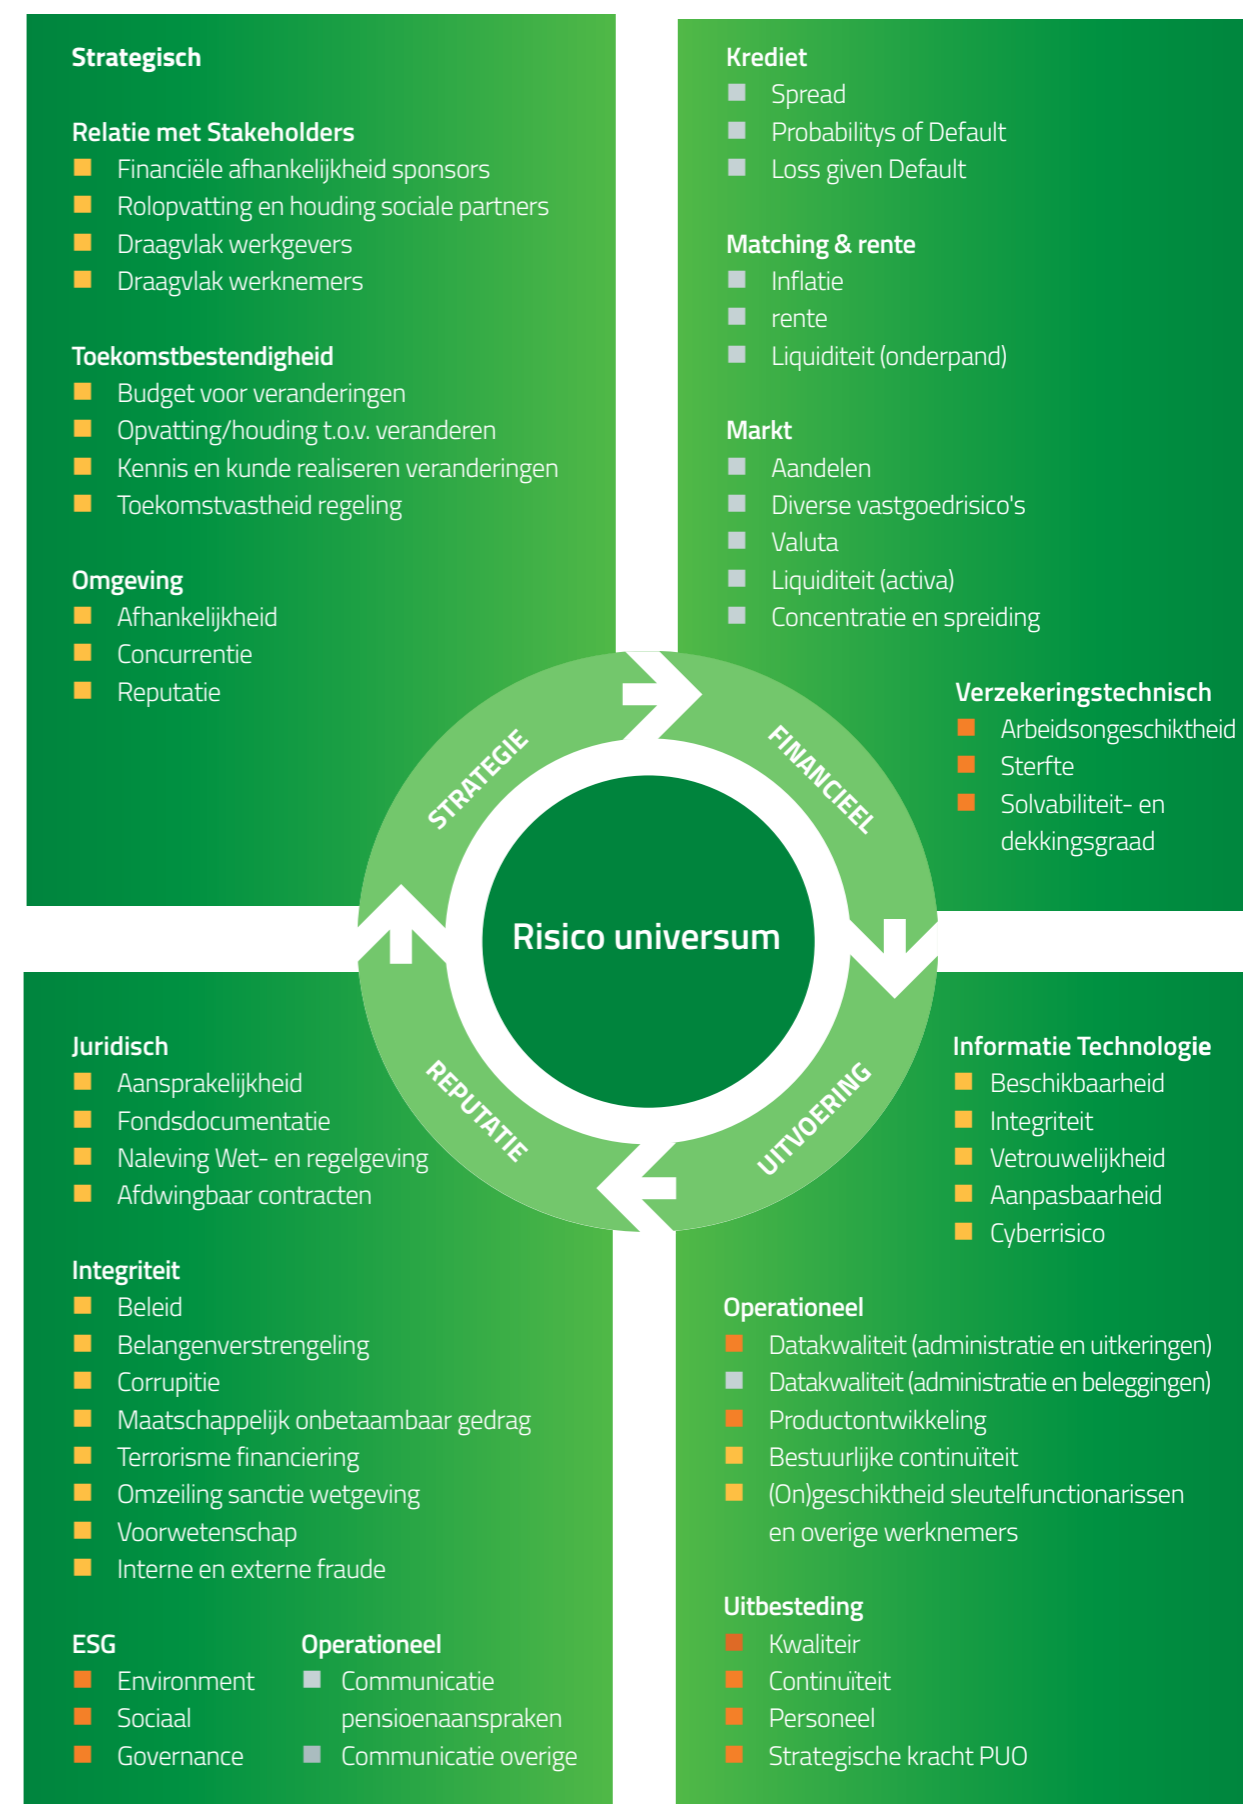 Strategisch
Relatie met Stakeholders
Financiële afhankelijkheid sponsors
Rolopvatting en houding sociale partners
Draagvlak werkgevers
Draagvlak werknemers
Toekomstbestendigheid
Budget voor veranderingen
Opvatting/houding t.o.v. veranderen
Kennis en kunde realiseren veranderingen
Toekomstvastheid regeling
Omgeving
Afhankelijkheid
Concurrentie
Reputatie
Krediet
Spread
Probabilitys of Default
Loss given Default
Matching & rente
Inflatie
rente
Liquiditeit (onderpand)
Markt
Aandelen
Diverse vastgoedrisico's
Valuta
Liquiditeit (activa)
Concentratie en spreiding
Verzekeringstechnisch
Arbeidsongeschiktheid
Sterfte
Solvabiliteit- en
dekkingsgraad
STRATEGIE
FINANCIEEL
Risico universum
REPUTATIE
UITVOERING
Juridisch
Aansprakelijkheid
Fondsdocumentatie
Naleving Wet- en regelgeving
Afdwingbaar contracten
Integriteit
Beleid
Belangenverstrengeling
Corrupitie
Maatschappelijk onbetaambaar gedrag
Terrorisme financiering
Omzeiling sanctie wetgeving
Voorwetenschap
Interne en externe fraude
ESG
Environment
Sociaal
Governance
Operationeel
Communicatie
pensioenaanspraken
Communicatie overige
Informatie Technologie
Beschikbaarheid
Integriteit
Vetrouwelijkheid
Aanpasbaarheid
Cyberrisico
Operationeel
Datakwaliteit (administratie en uitkeringen)
Datakwaliteit (administratie en beleggingen)
Productontwikkeling
Bestuurlijke continuïteit
(On)geschiktheid sleutelfunctionarissen
en overige werknemers
Uitbesteding
Kwaliteir
Continuïteit
Personeel
Strategische kracht PUO